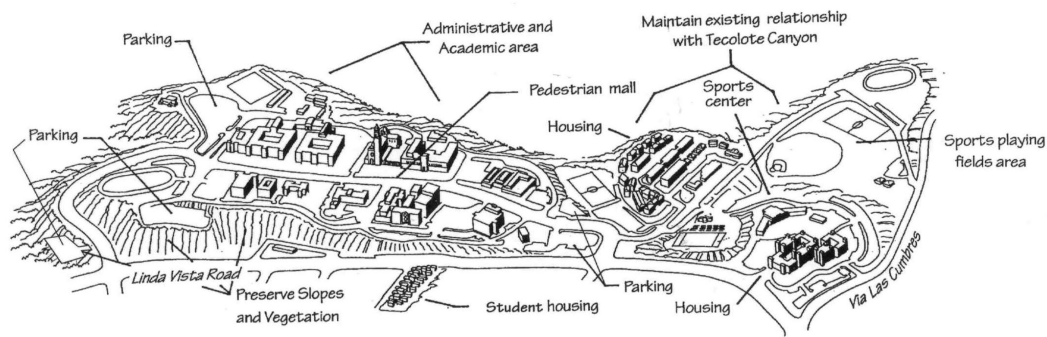 Parking
Administrative and
Academic area
Maintain existing relationship
with Tecolote Canyon
Pedestrian mall
Sports
center
Housing
Parking
Sports playing
fields area
Linda Vista Road
Preserve Slopes
and Vegetation
Student housing
Parking
Housing
Via Las Cumbres